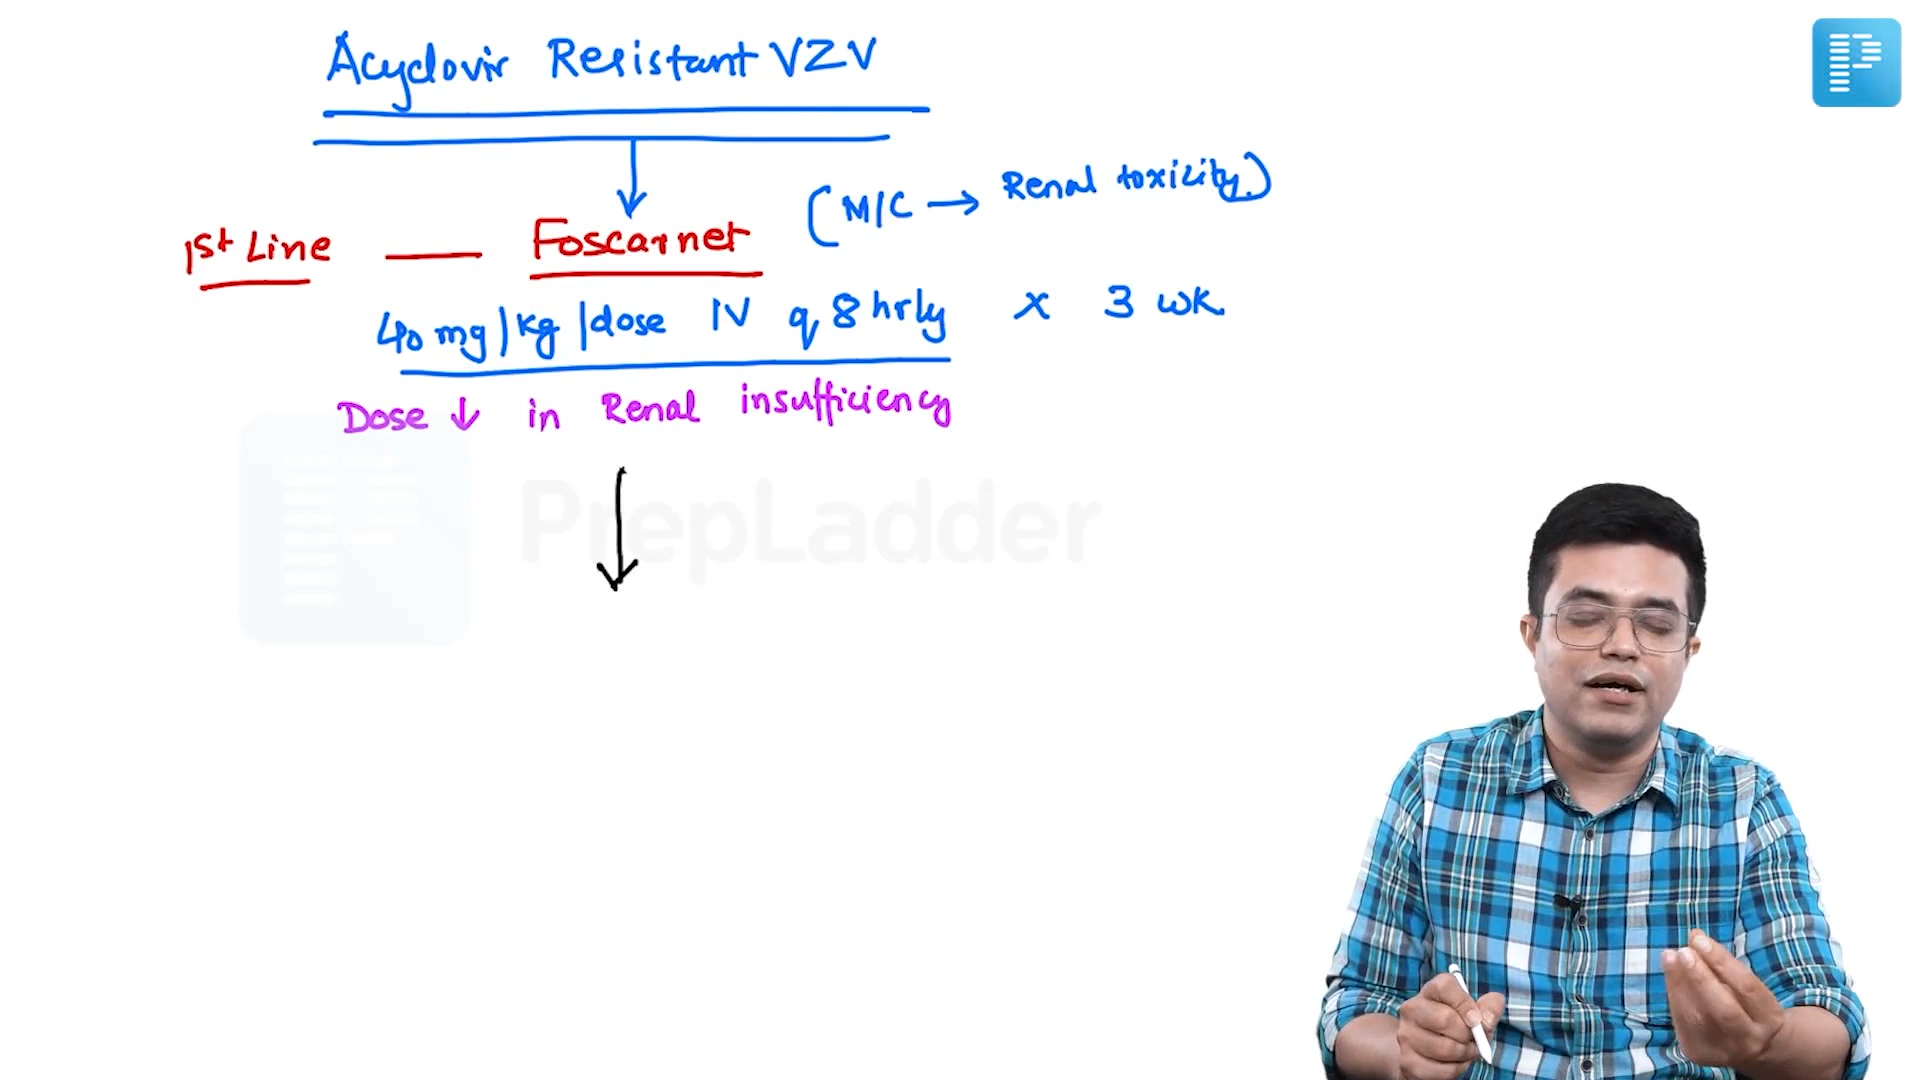 Acyclovir Resistant VZV
(M/C → Renal toxicity)
1st Line — Foscarnet
40 mg/kg/dose IV q 8 hrly x 3 wk
Dose ↓ in Renal insufficiency
PrepLadder